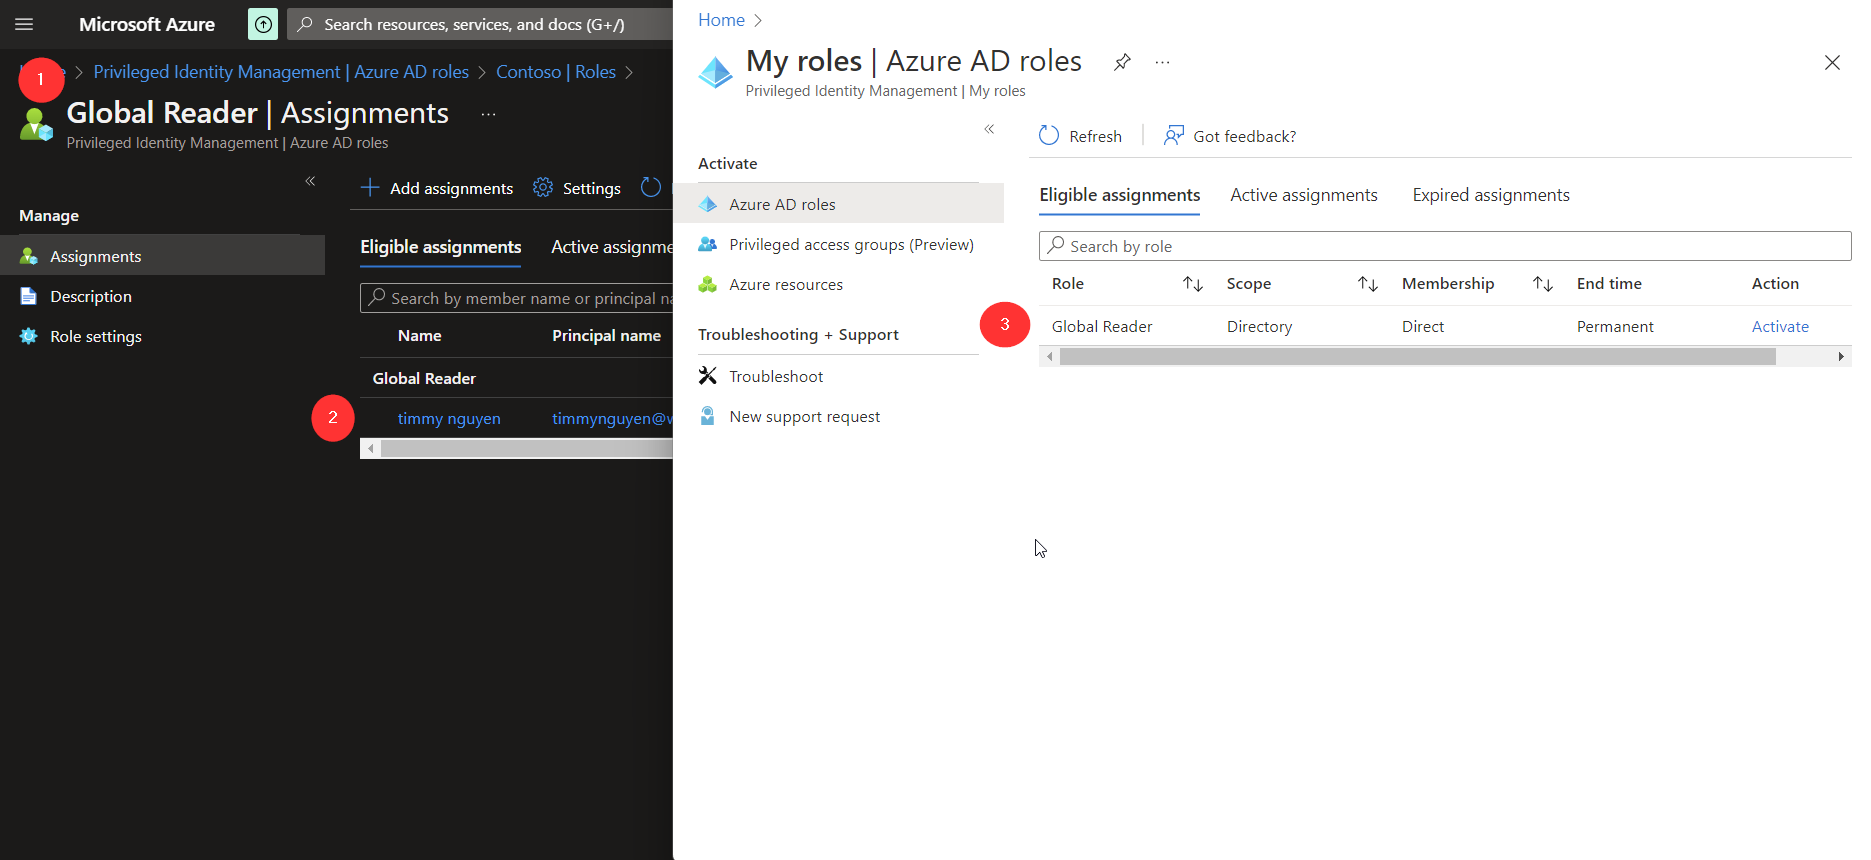 Microsoft Azure
Search resources, services, and docs (G+/)
1
Privileged Identity Management | Azure AD roles
Contoso | Roles
Global Reader | Assignments
Privileged Identity Management | Azure AD roles
Manage
Assignments
Description
Role settings
Add assignments
Settings
Eligible assignments
Active assignme
Search by member name or principal na
Name
Principal name
Global Reader
2
timmy nguyen
timmynguyen@
Home
My roles | Azure AD roles
Privileged Identity Management | My roles
Activate
Azure AD roles
Privileged access groups (Preview)
Azure resources
Troubleshooting + Support
Troubleshoot
New support request
Refresh
Got feedback?
Eligible assignments
Active assignments
Expired assignments
Search by role
Role
Scope
Membership
End time
Action
3
Global Reader
Directory
Direct
Permanent
Activate